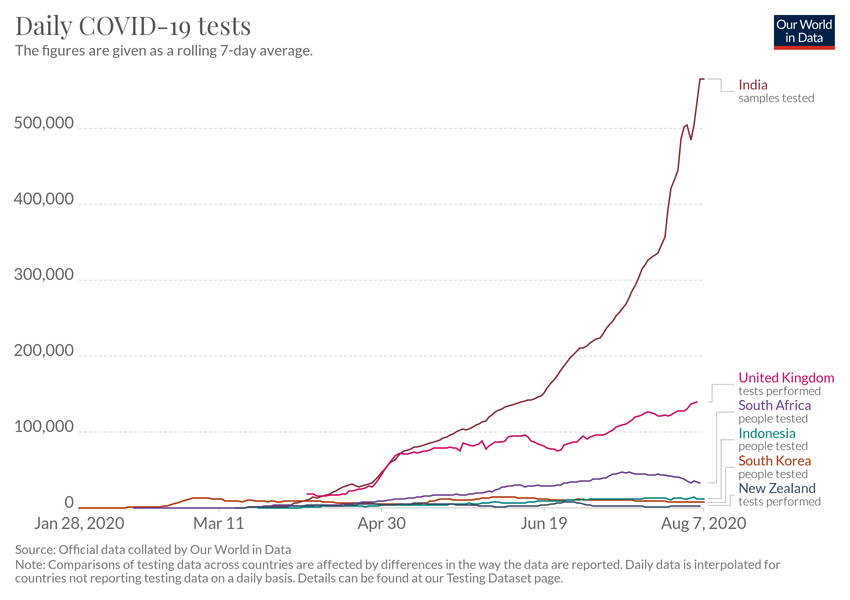 Daily COVID-19 tests
The figures are given as a rolling 7-day average.
Our World
in Data
500,000
400,000
300,000
200,000
100,000
0
Jan 28, 2020
Mar 11
Apr 30
Jun 19
Aug 7, 2020
India
samples tested
United Kingdom
tests performed
South Africa
people tested
Indonesia
people tested
South Korea
people tested
New Zealand
tests performed
Source: Official data collated by Our World in Data
Note: Comparisons of testing data across countries are affected by differences in the way the data are reported. Daily data is interpolated for
countries not reporting testing data on a daily basis. Details can be found at our Testing Dataset page.